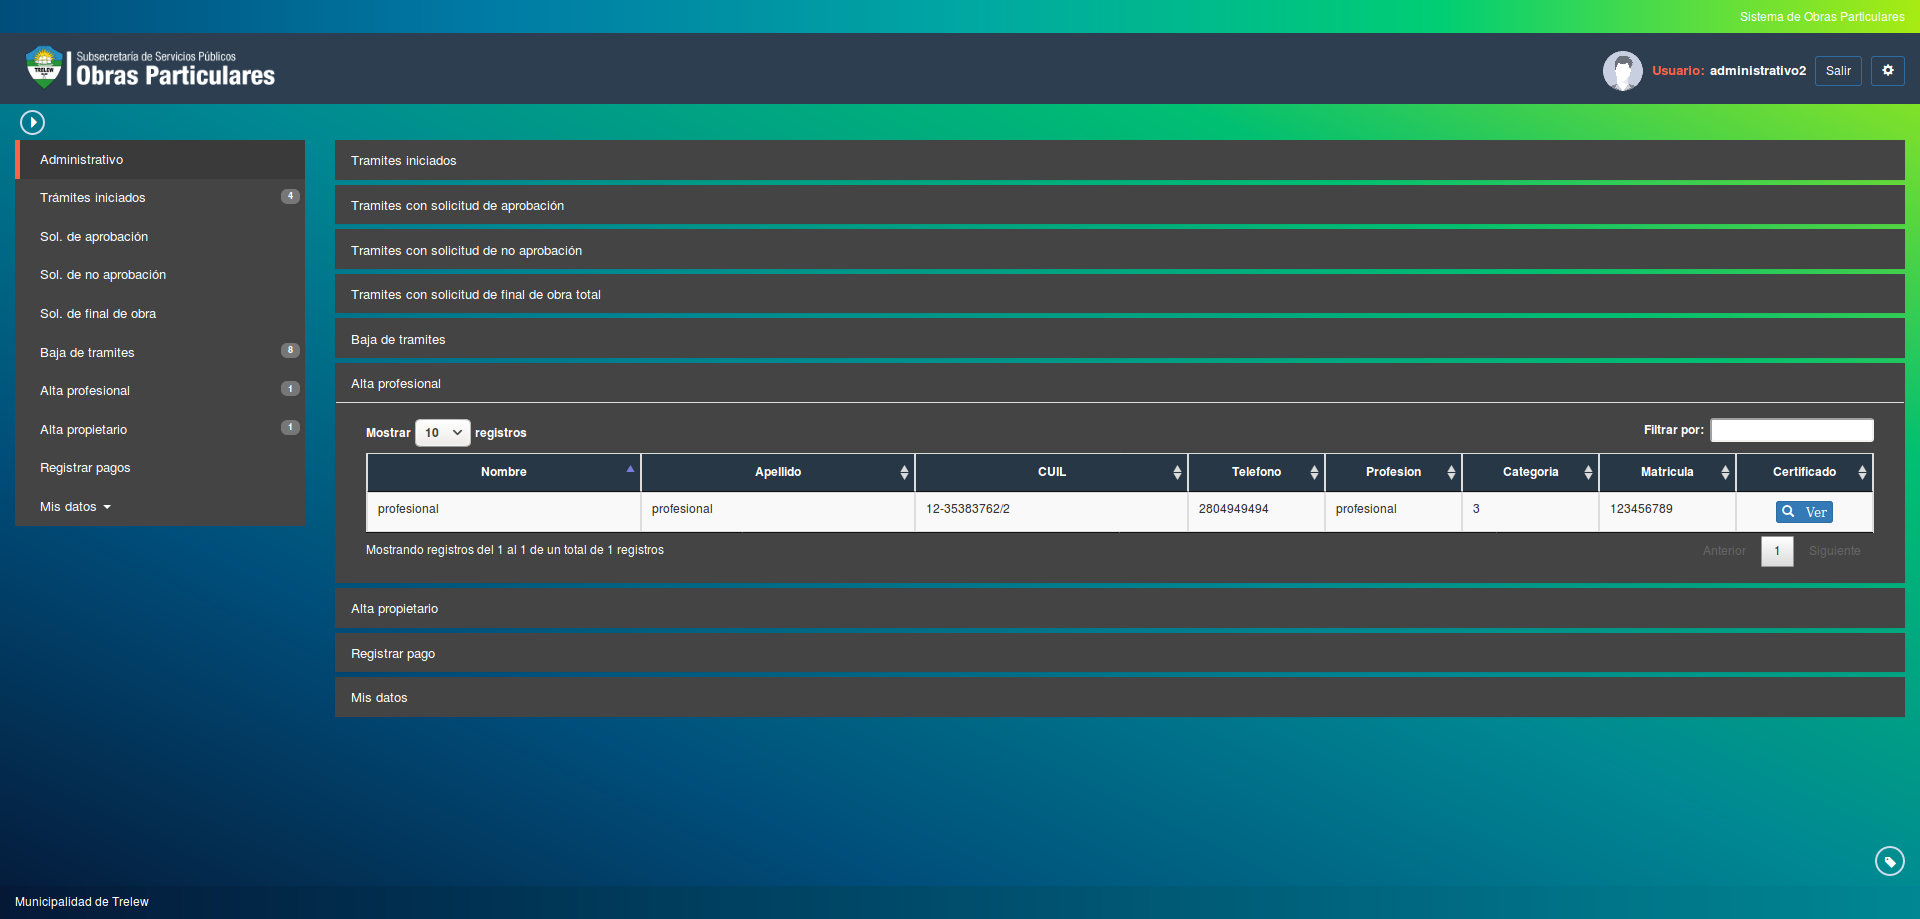 Sistema de Obras Particulares
Subsecretaría de Servicios Públicos
Obras Particulares
TRELEW
Usuario: administrativo2 Salir
Administrativo
Trámites iniciados 4
Sol. de aprobación
Sol. de no aprobación
Sol. de final de obra
Baja de tramites 8
Alta profesional 1
Alta propietario 1
Registrar pagos
Mis datos
Tramites iniciados
Tramites con solicitud de aprobación
Tramites con solicitud de no aprobación
Tramites con solicitud de final de obra total
Baja de tramites
Alta profesional
Mostrar 10 registros Filtrar por:
Nombre Apellido CUIL Telefono Profesion Categoria Matricula Certificado
profesional profesional 12-35383762/2 2804949494 profesional 3 123456789 Ver
Mostrando registros del 1 al 1 de un total de 1 registros Anterior 1 Siguiente
Alta propietario
Registrar pago
Mis datos
Municipalidad de Trelew